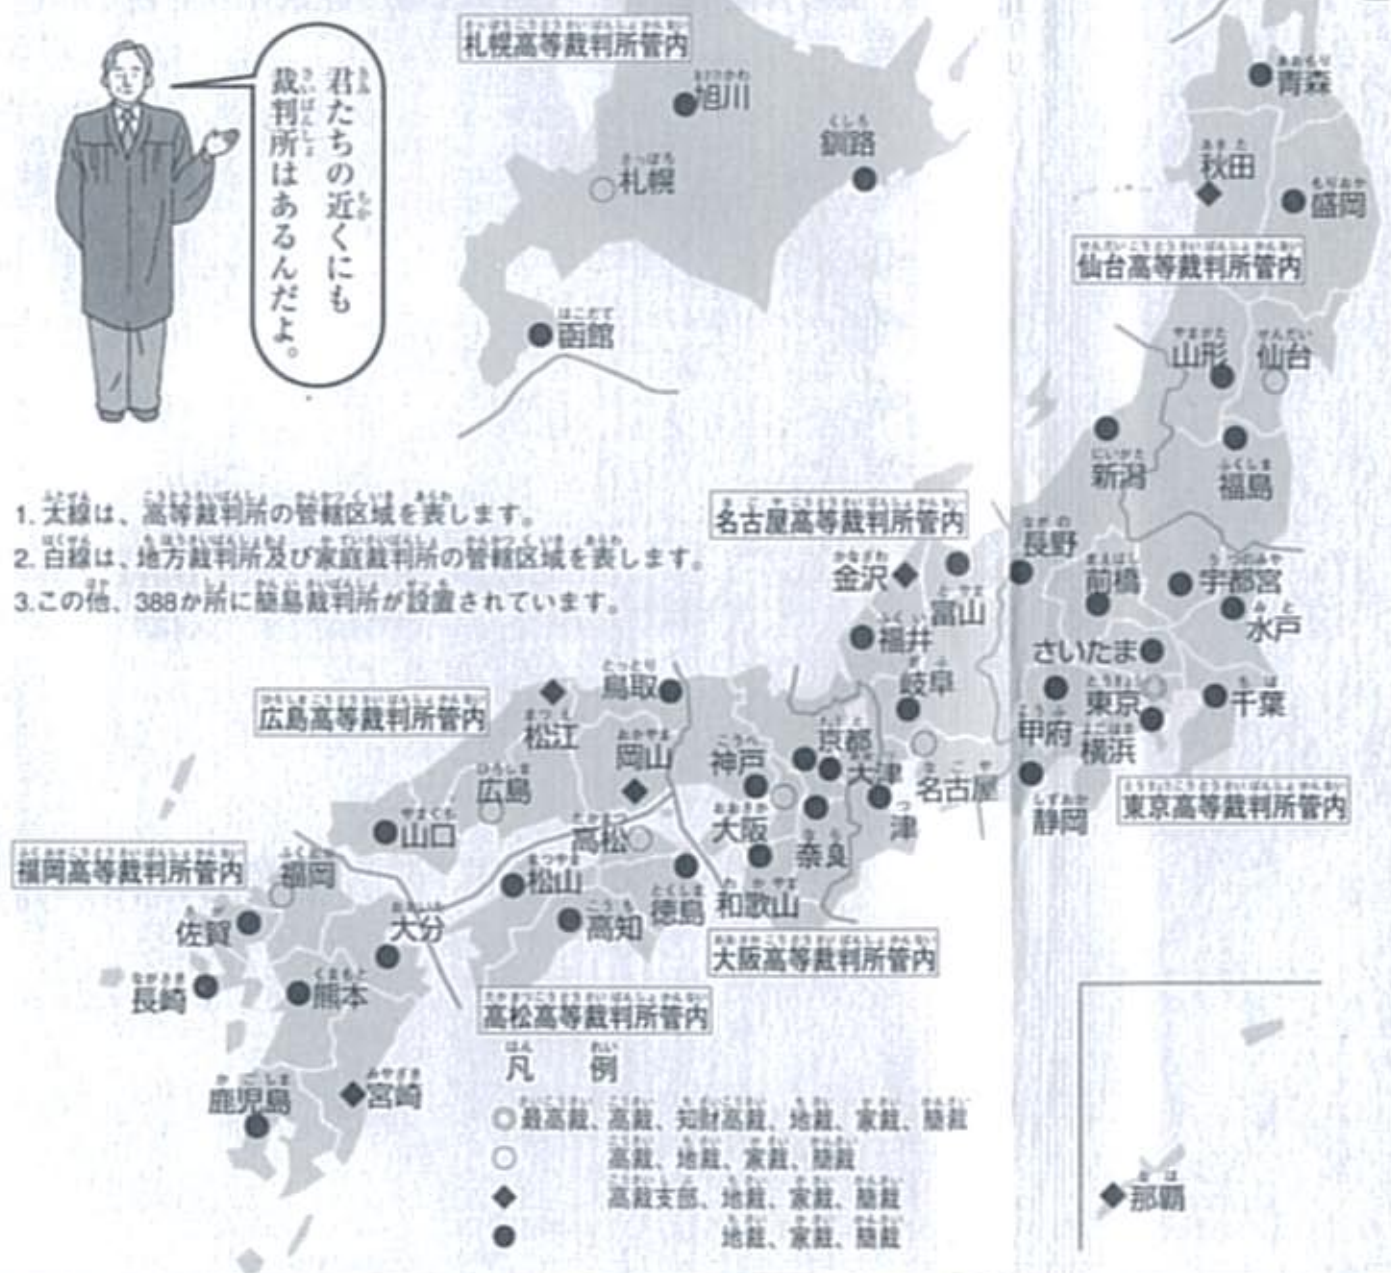 君たちの近くにも
裁判所はあるんだよ。
札幌高等裁判所管内
旭川
釧路
札幌
函館
青森
秋田
盛岡
仙台高等裁判所管内
山形
仙台
新潟
福島
1.太線は、高等裁判所の管轄区域を表します。
2.白線は、地方裁判所及び家庭裁判所の管轄区域を表します。
3.この他、388か所に簡易裁判所が設置されています。
名古屋高等裁判所管内
金沢
富山
福井
岐阜
名古屋
津
長野
前橋
宇都宮
水戸
さいたま
東京
千葉
甲府
横浜
静岡
東京高等裁判所管内
広島高等裁判所管内
鳥取
松江
岡山
広島
山口
神戸
京都
大津
大阪
奈良
和歌山
大阪高等裁判所管内
高松
松山
徳島
高知
高松高等裁判所管内
福岡高等裁判所管内
福岡
佐賀
大分
長崎
熊本
鹿児島
宮崎
那覇
凡例
◎最高裁、高裁、知財高裁、地裁、家裁、簡裁
○高裁、地裁、家裁、簡裁
◆高裁支部、地裁、家裁、簡裁
●地裁、家裁、簡裁